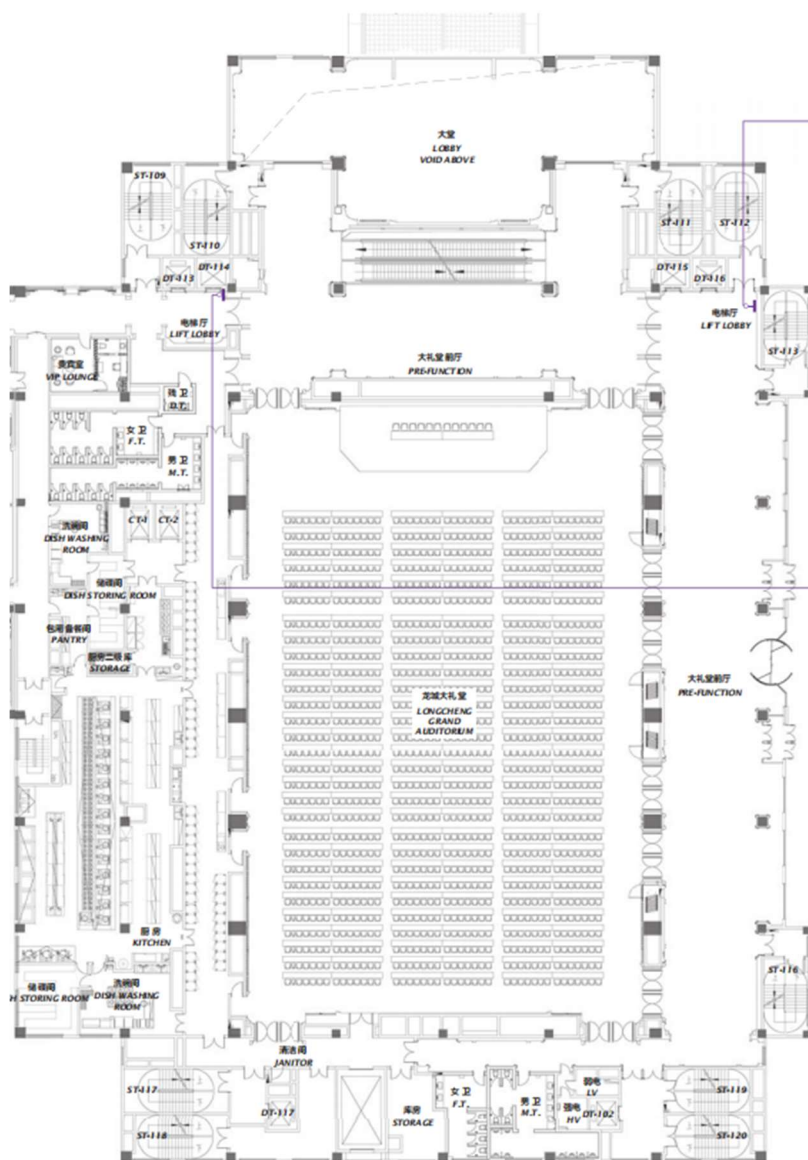 大堂
LOBBY
VOID ABOVE
ST-109
ST-110
ST-111
ST-112
DT-113
DT-114
DT-115
DT-116
电梯厅
LIFT LOBBY
电梯厅
LIFT LOBBY
ST-113
贵宾室
VIP LOUNGE
大礼堂前厅
PRE-FUNCTION
残卫
D.T.
女卫
F.T.
男卫
M.T.
CT-1
CT-2
洗碗间
DISH WASHING
ROOM
储碟间
DISH STORING ROOM
包厢备餐间
PANTRY
厨房二级库
STORAGE
龙城大礼堂
LONGCHENG
GRAND
AUDITORIUM
大礼堂前厅
PRE-FUNCTION
厨房
KITCHEN
储碟间
H STORING ROOM
洗碗间
DISH WASHING
ROOM
ST-116
清洁间
JANITOR
ST-117
ST-118
DT-117
库房
STORAGE
女卫
F.T.
男卫
M.T.
弱电
LV
强电
HV
DT-102
ST-119
ST-120